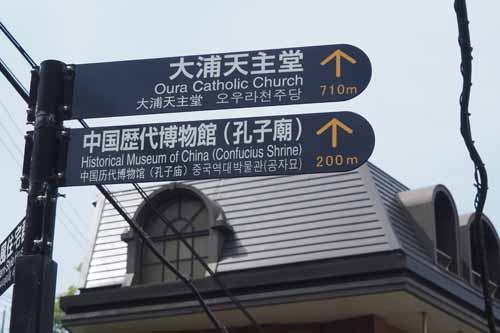 大浦天主堂
Oura Catholic Church
大浦天主堂 오우라천주당
710m
中国歴代博物館（孔子廟）
Historical Museum of China (Confucius Shrine)
中国历代博物馆（孔子庙）중국역대박물관(공자묘)
200m